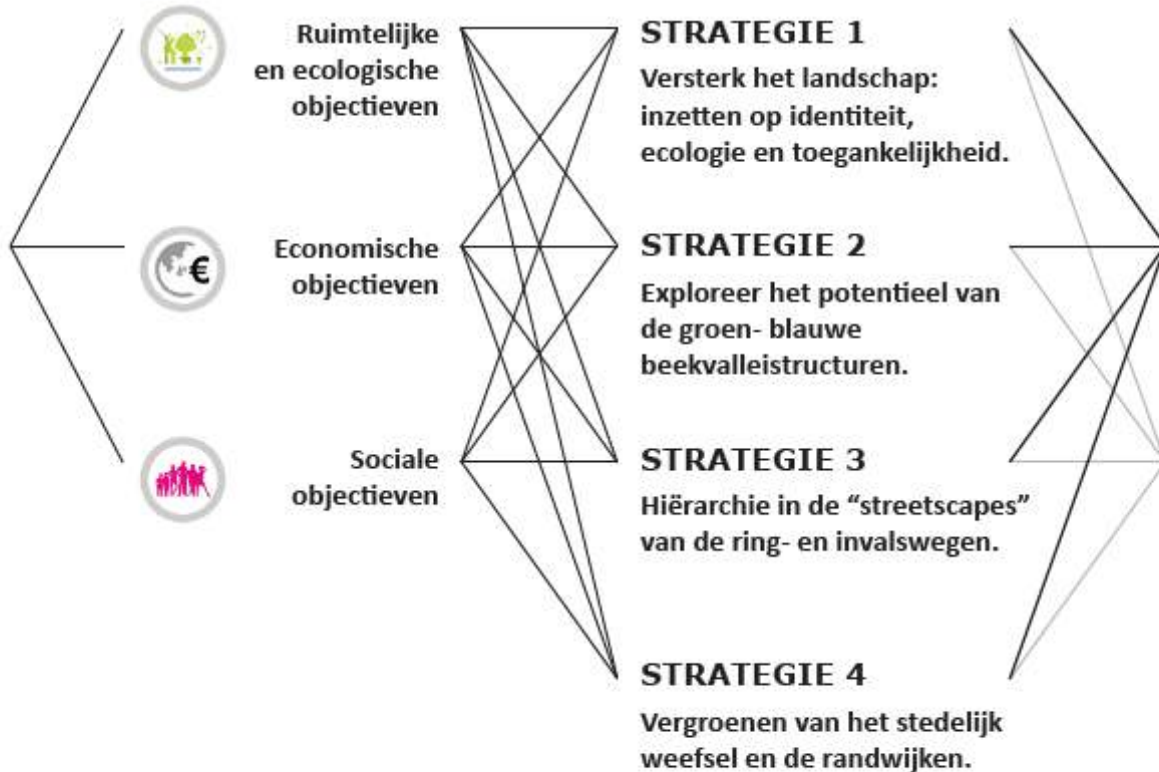 Ruimtelijke
en ecologische
objectieven
STRATEGIE 1
Versterk het landschap:
inzetten op identiteit,
ecologie en toegankelijkheid.
€
Economische
objectieven
STRATEGIE 2
Exploreer het potentieel van
de groen- blauwe
beekvalleistructuren.
Sociale
objectieven
STRATEGIE 3
Hiërarchie in de “streetscapes”
van de ring- en invalswegen.
STRATEGIE 4
Vergroenen van het stedelijk
weefsel en de randwijken.